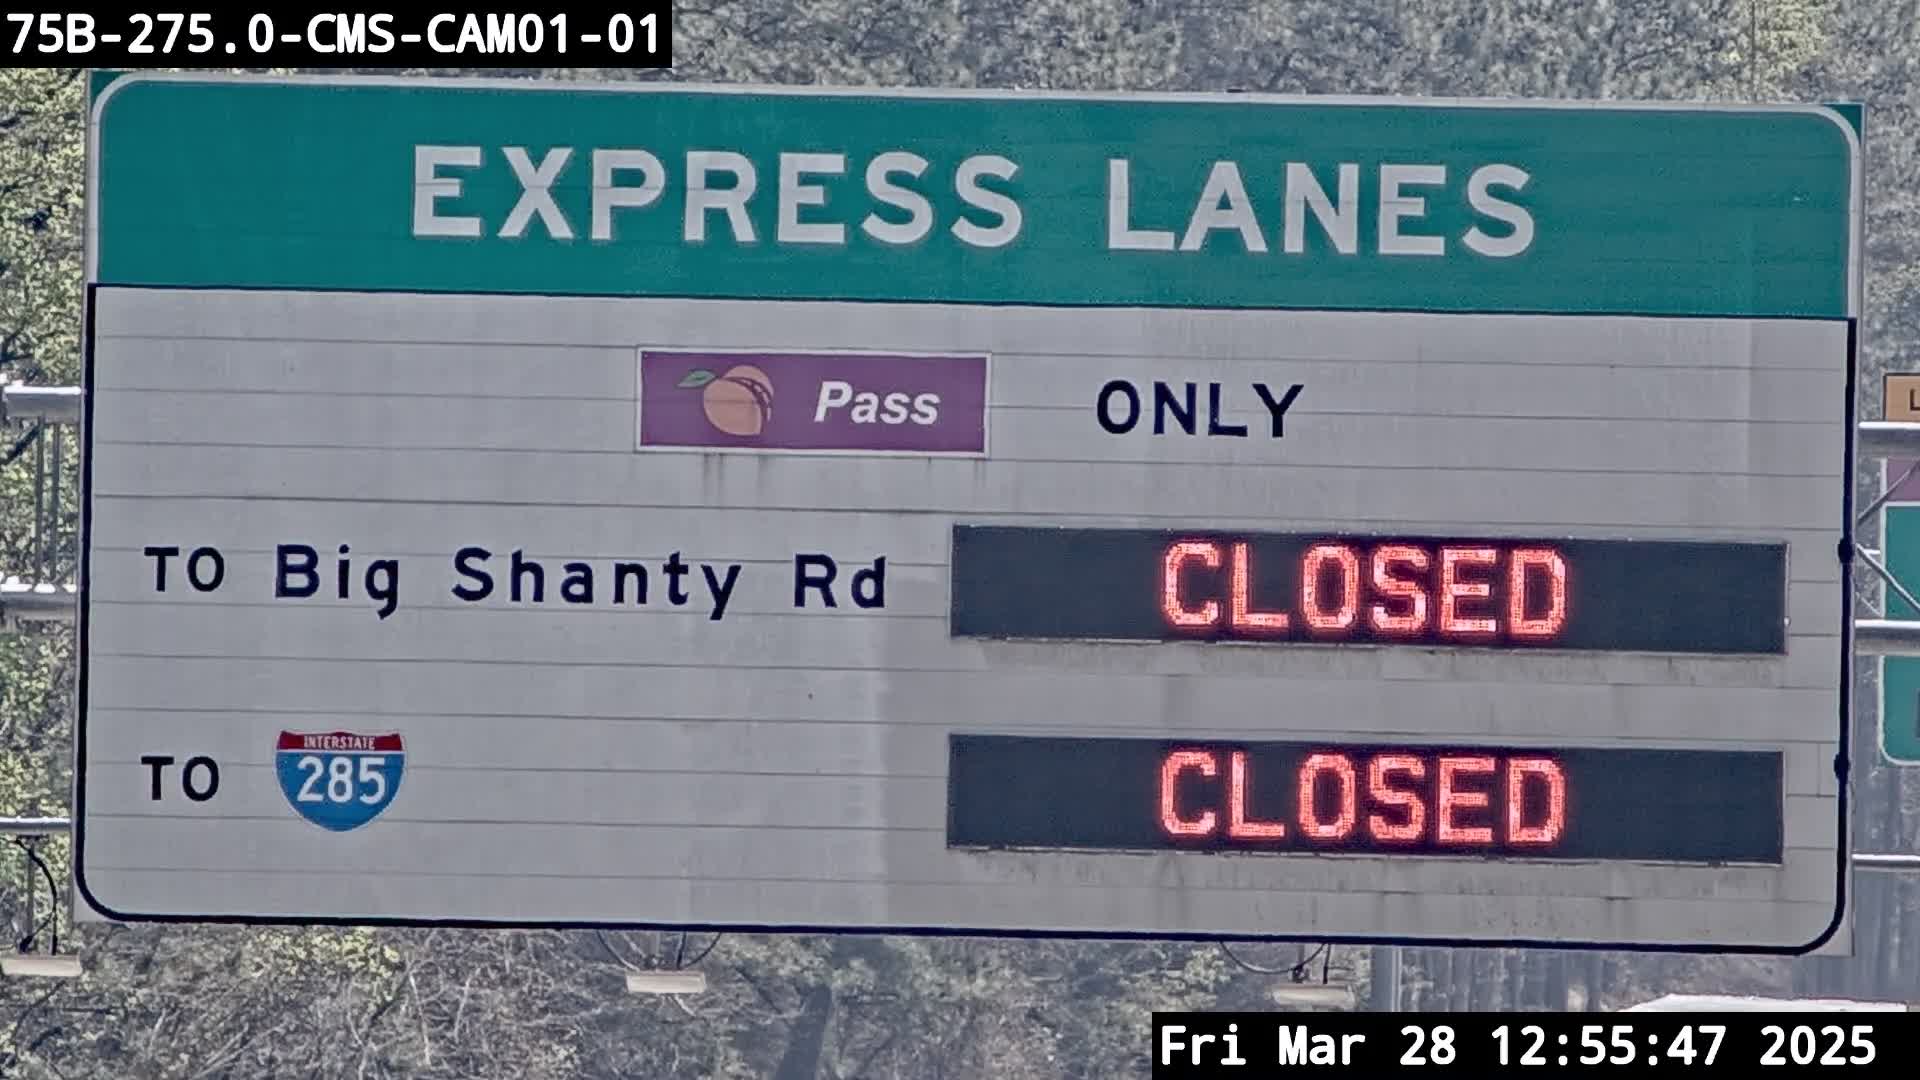 75B-275.0-CMS-CAM01-01
EXPRESS LANES
Pass ONLY
TO Big Shanty Rd CLOSED
TO INTERSTATE 285 CLOSED
Fri Mar 28 12:55:47 2025